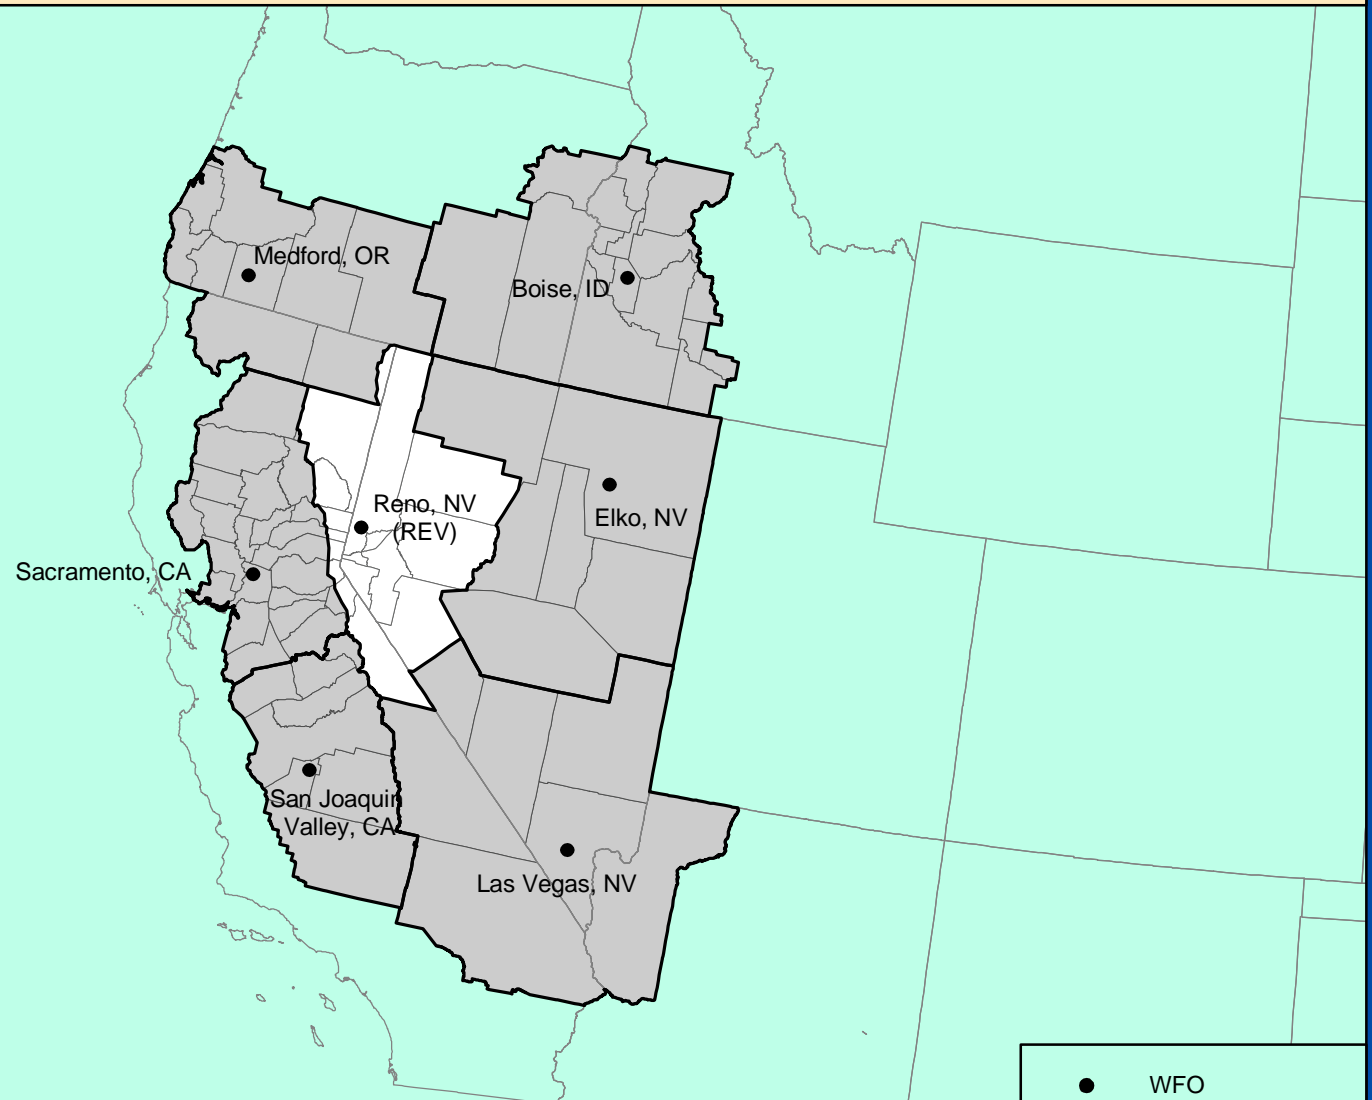 Medford, OR
Boise, ID
Reno, NV
(REV)
Elko, NV
Sacramento, CA
San Joaquin
Valley, CA
Las Vegas, NV
WFO